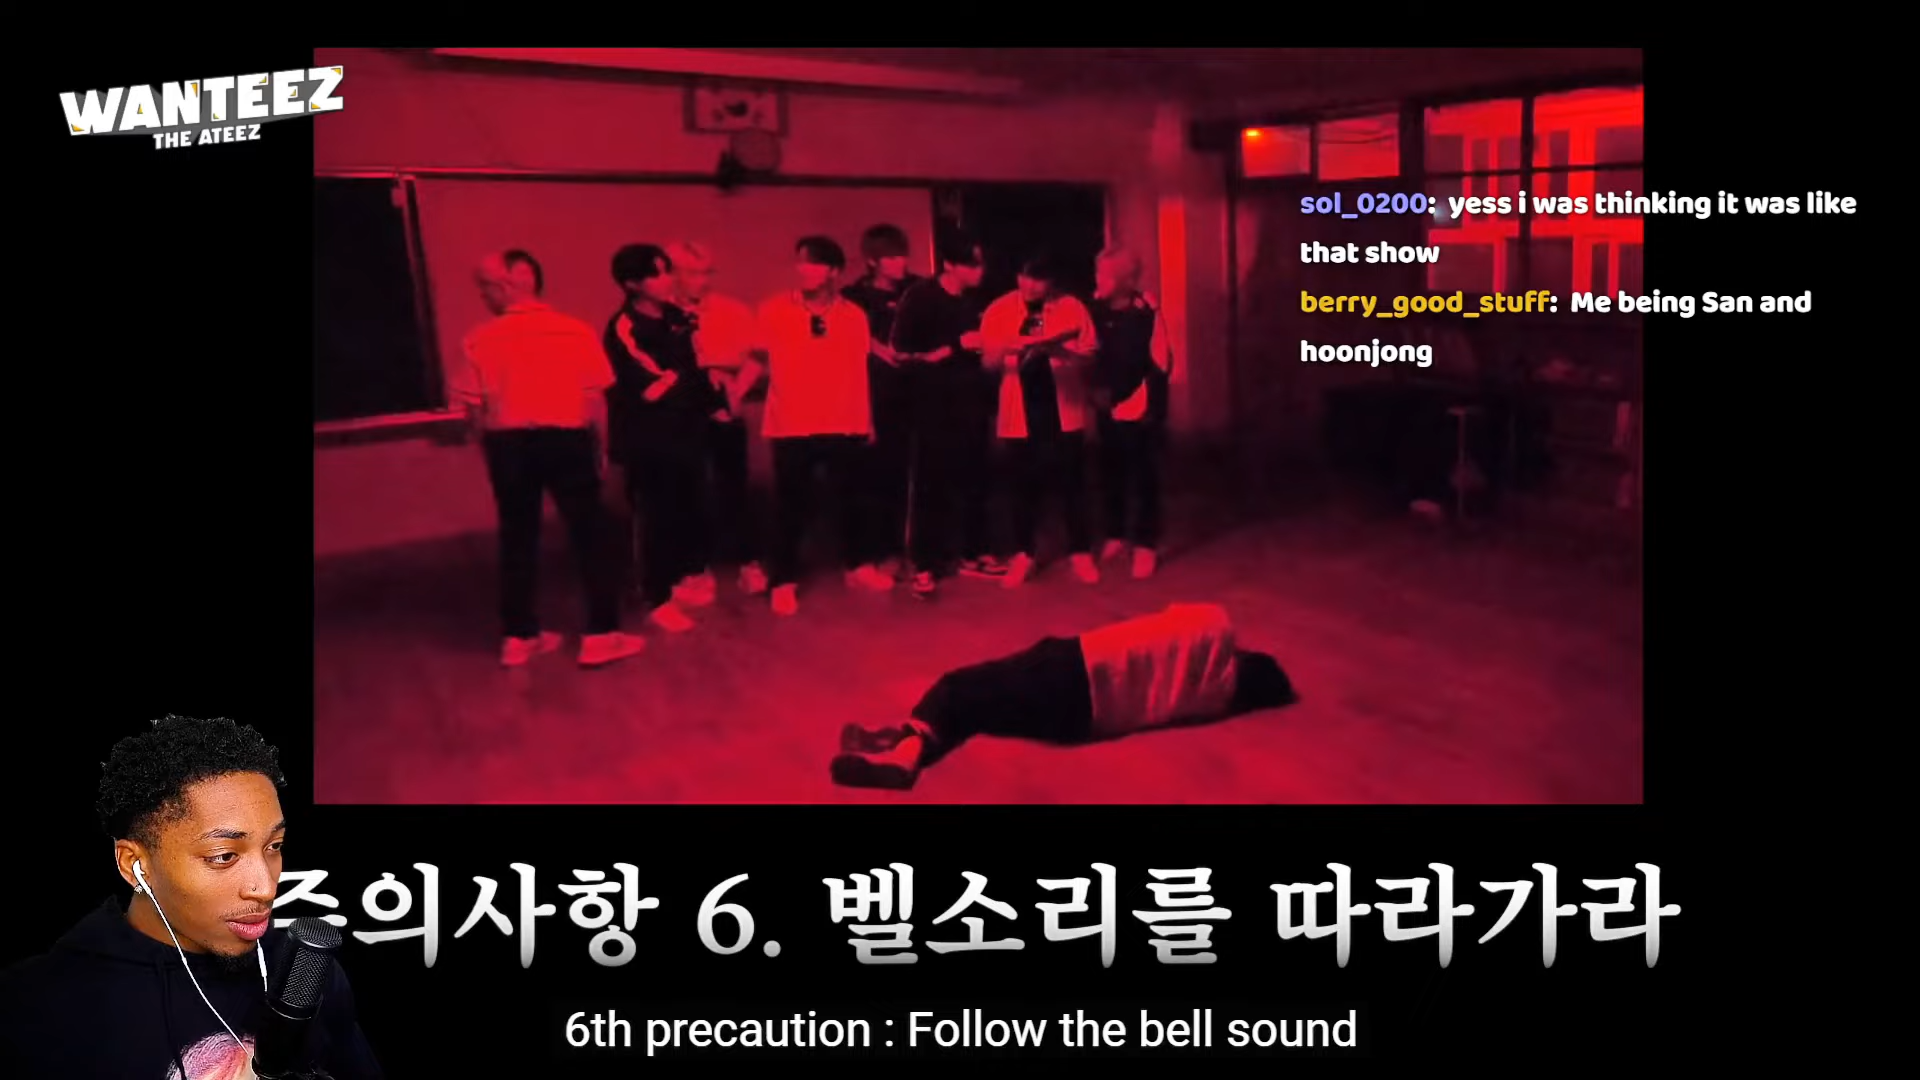 WANTEEZ
THE ATEEZ
sol_0200: yess i was thinking it was like
that show
berry_good_stuff: Me being San and
hoonjong
주의사항 6. 벨소리를 따라가라
6th precaution : Follow the bell sound